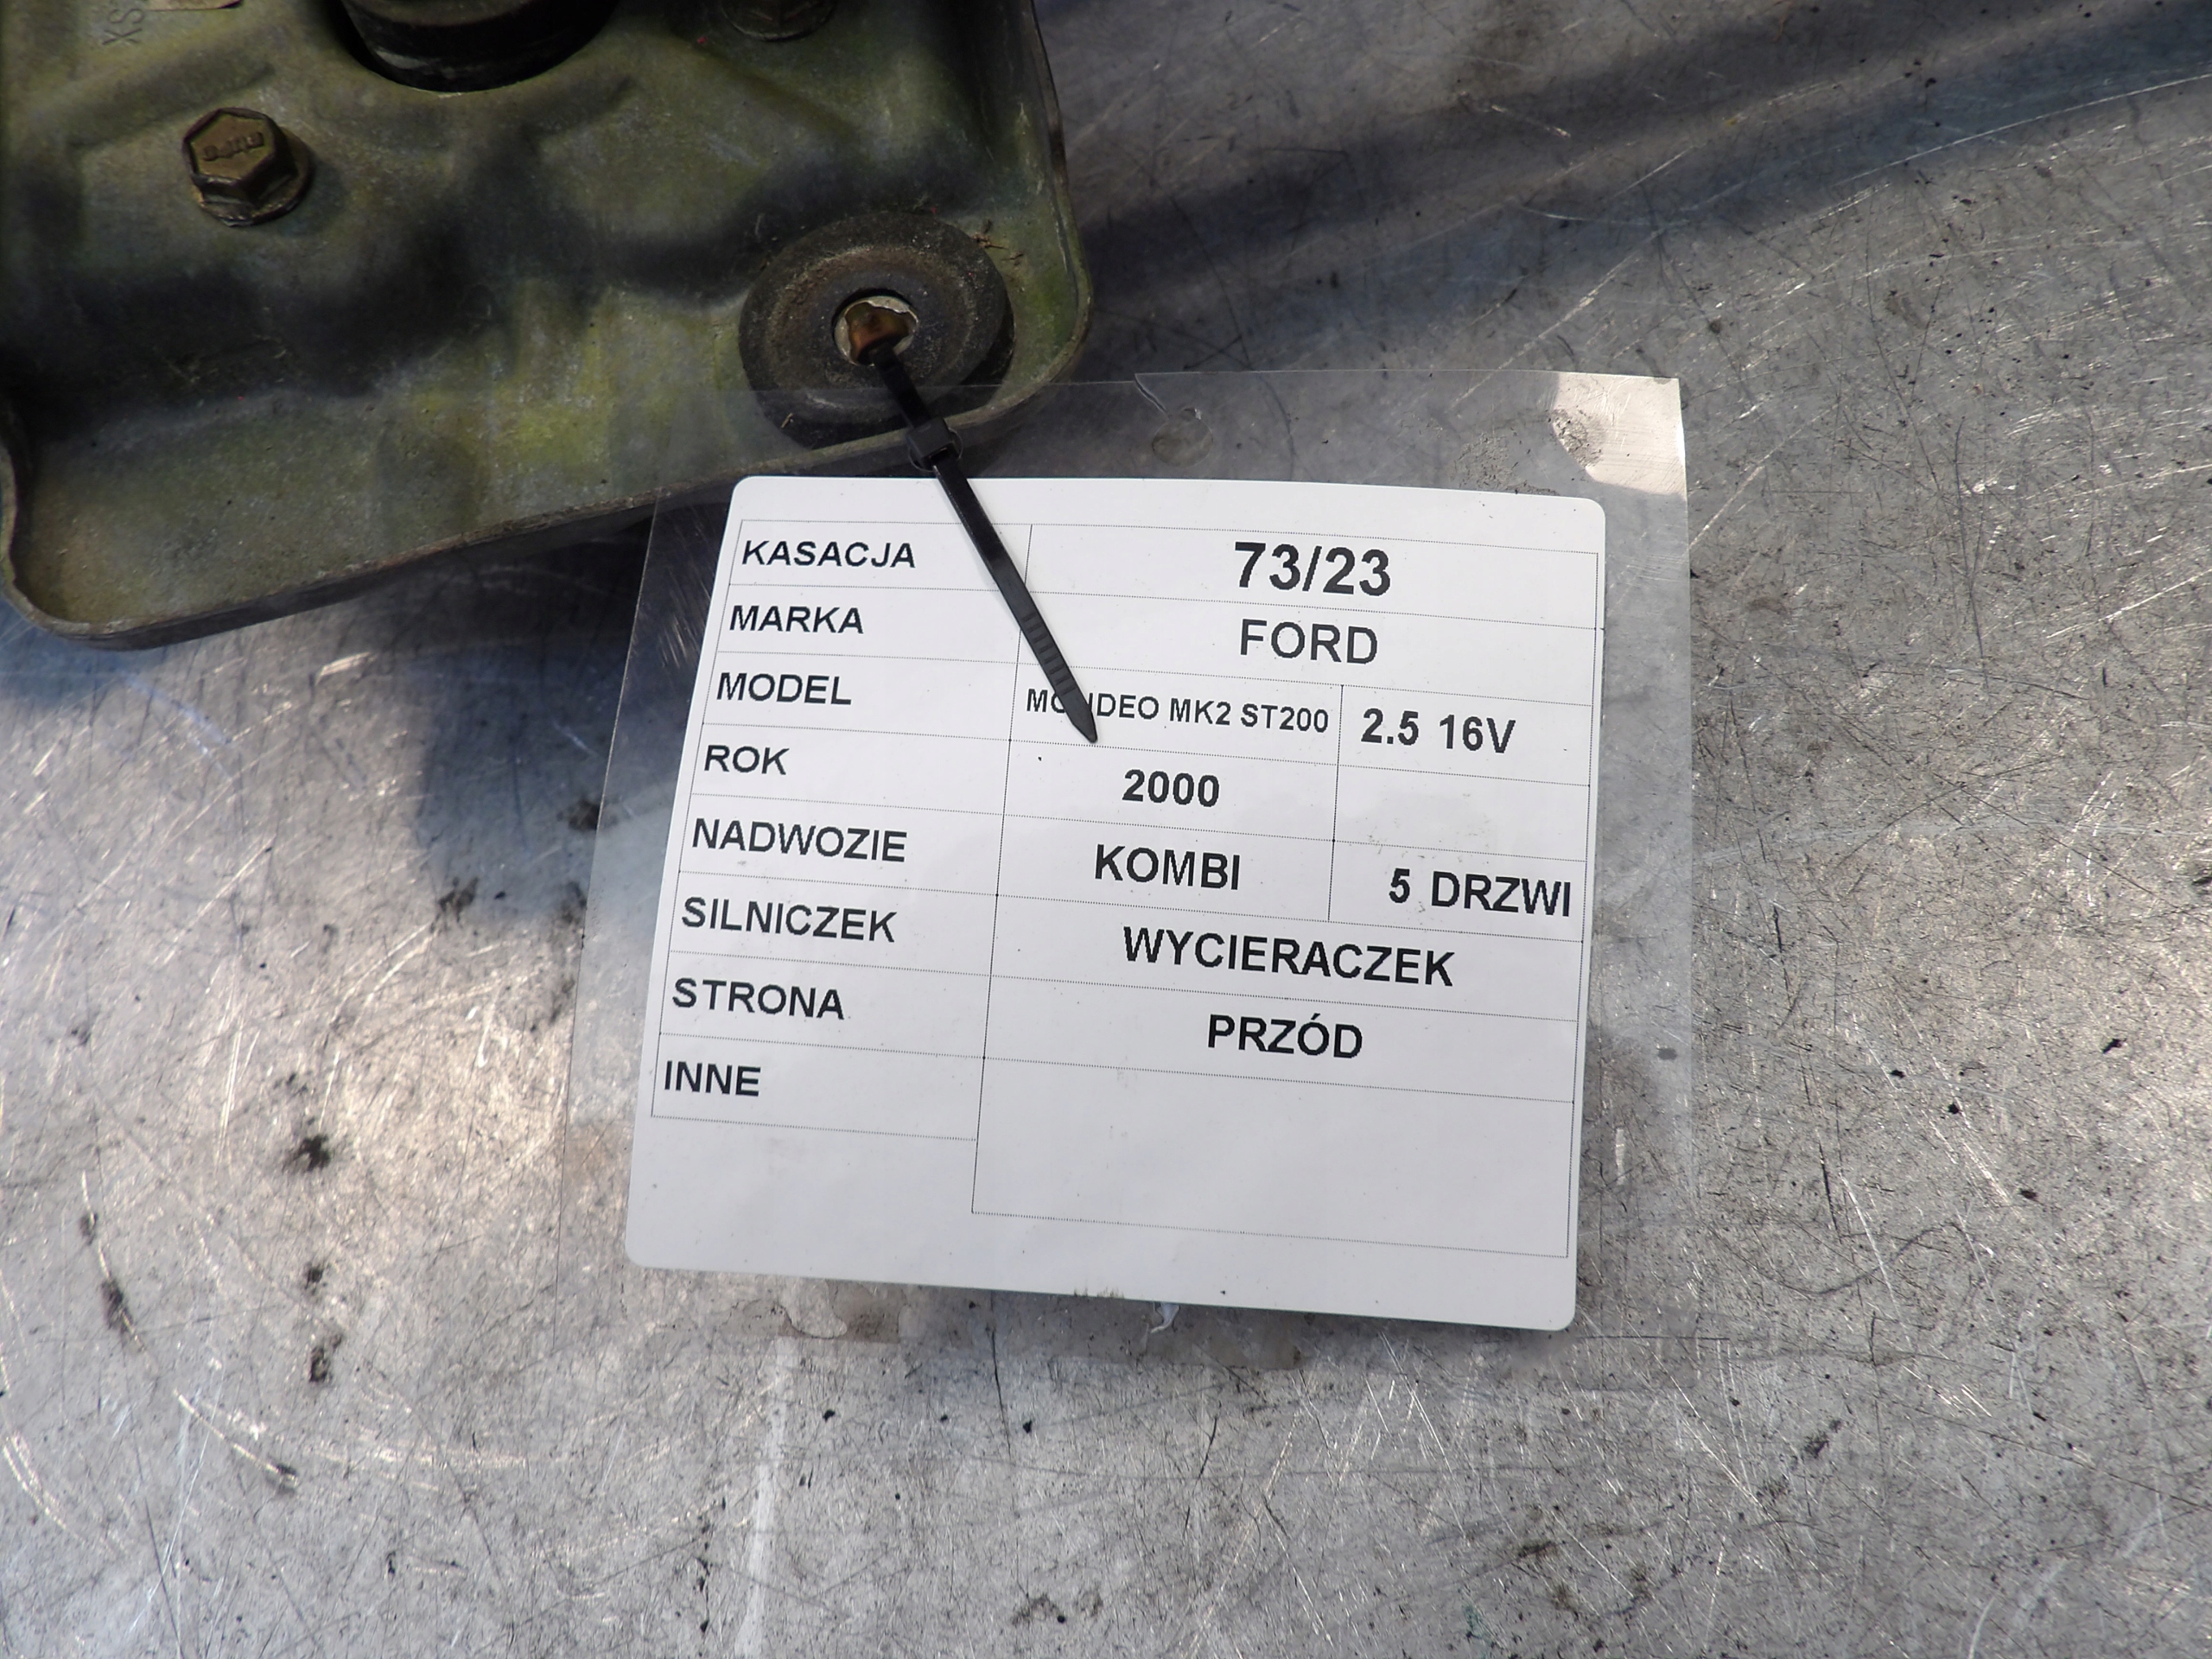 KASACJA 73/23
MARKA FORD
MODEL MONDEO MK2 ST200 2.5 16V
ROK 2000
NADWOZIE KOMBI 5 DRZWI
SILNICZEK WYCIERACZEK
STRONA PRZÓD
INNE